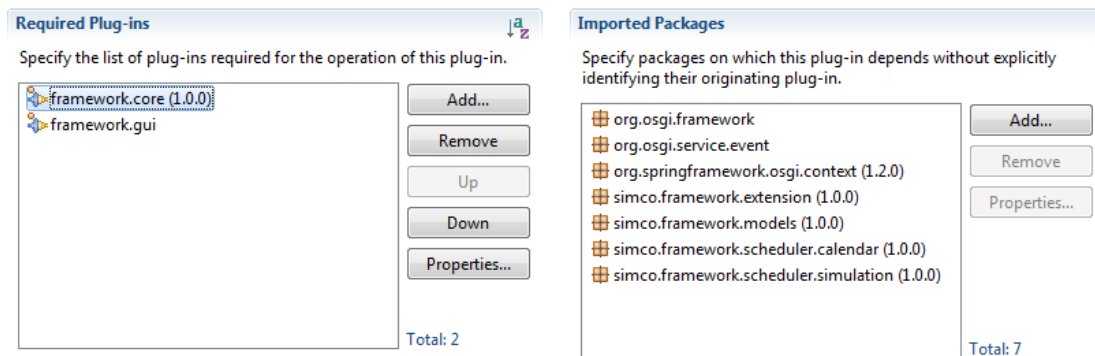 Required Plug-ins
Specify the list of plug-ins required for the operation of this plug-in.
framework.core (1.0.0)
framework.gui
Add...
Remove
Up
Down
Properties...
Total: 2
Imported Packages
Specify packages on which this plug-in depends without explicitly
identifying their originating plug-in.
org.osgi.framework
org.osgi.service.event
org.springframework.osgi.context (1.2.0)
simco.framework.extension (1.0.0)
simco.framework.models (1.0.0)
simco.framework.scheduler.calendar (1.0.0)
simco.framework.scheduler.simulation (1.0.0)
Add...
Remove
Properties...
Total: 7